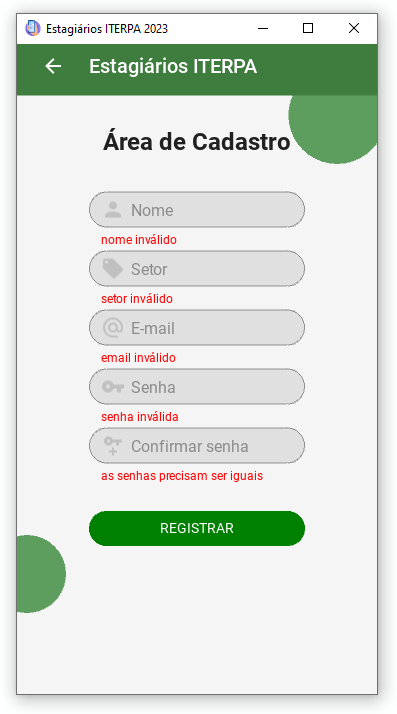 Estagiários ITERPA 2023
Estagiários ITERPA
Área de Cadastro
Nome
nome inválido
Setor
setor inválido
E-mail
email inválido
Senha
senha inválida
Confirmar senha
as senhas precisam ser iguais
REGISTRAR